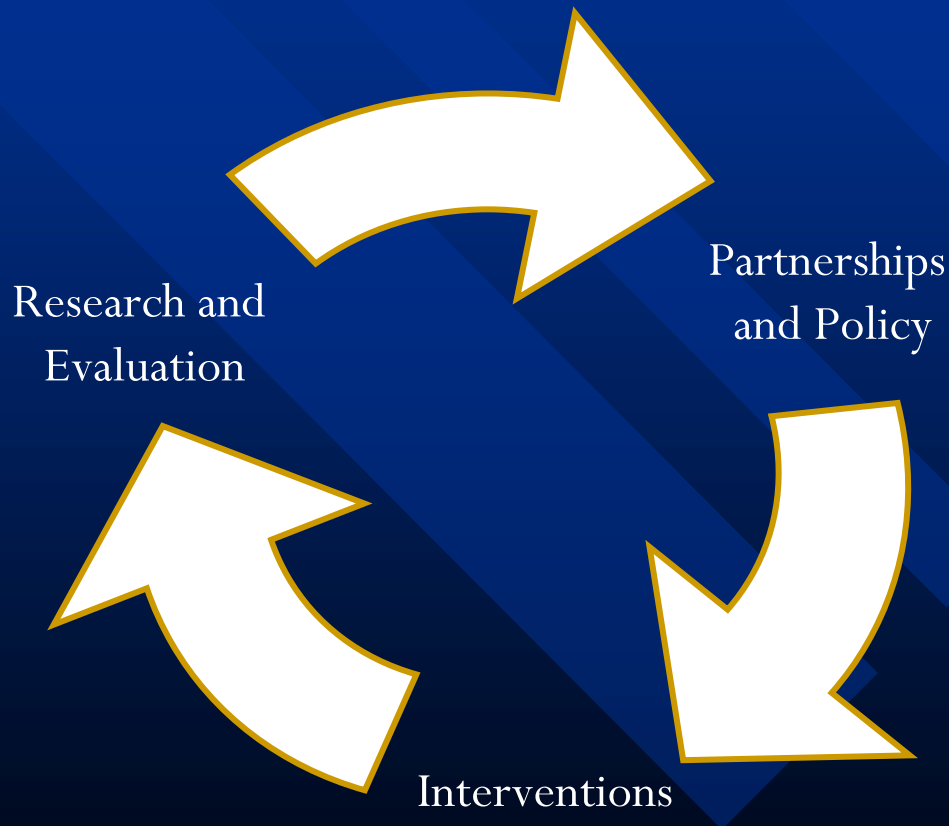 Research and
Evaluation
Partnerships
and Policy
Interventions